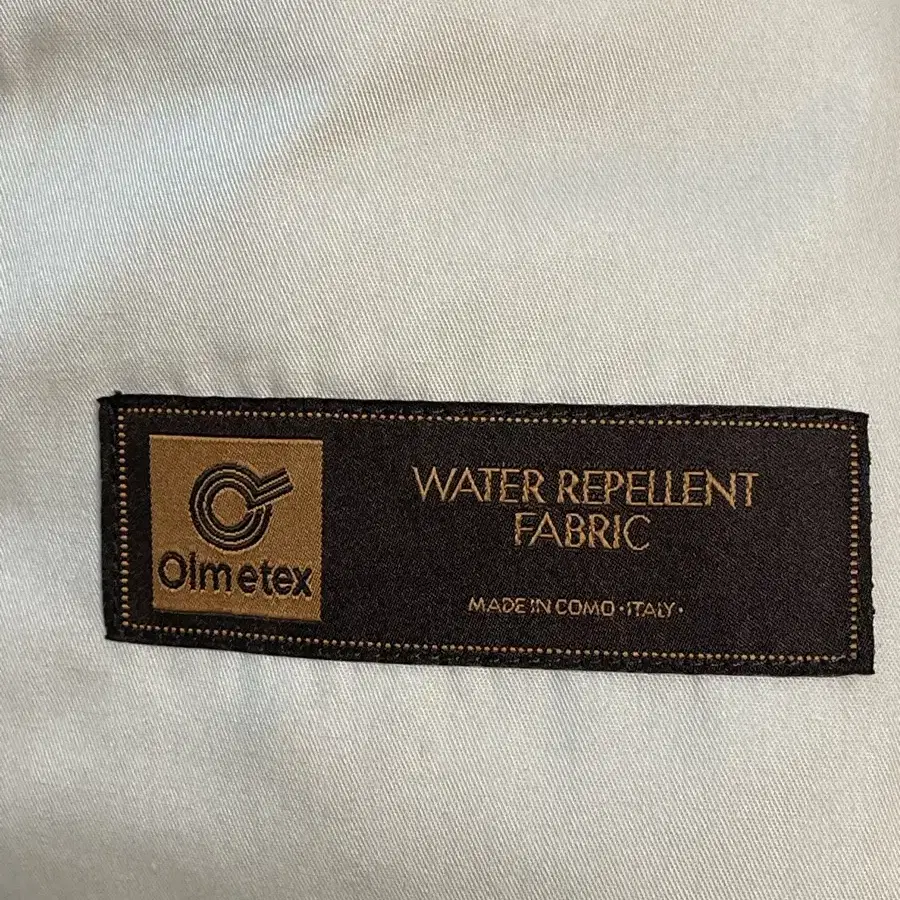 Olmetex
WATER REPELLENT
FABRIC
MADE IN COMO·ITALY·